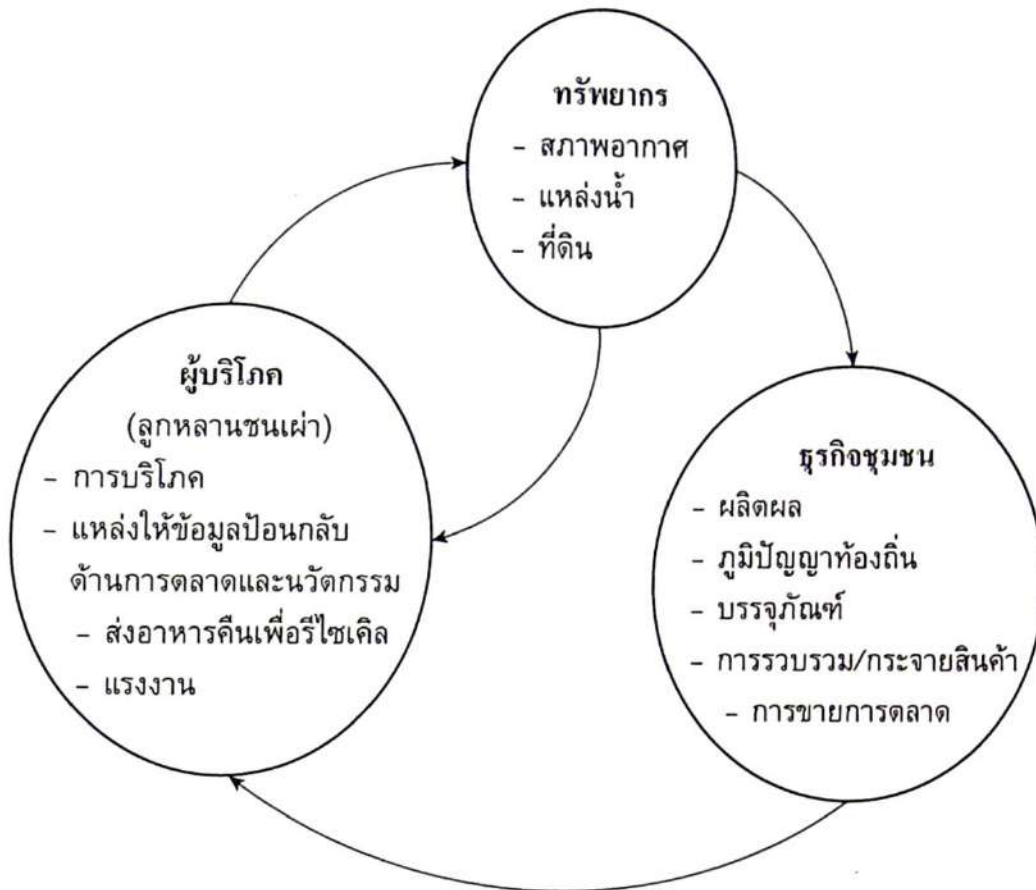 ทรัพยากร
– สภาพอากาศ
– แหล่งน้ำ
– ที่ดิน
ผู้บริโภค
(ลูกหลานชนเผ่า)
– การบริโภค
– แหล่งให้ข้อมูลป้อนกลับ
ด้านการตลาดและนวัตกรรม
– ส่งอาหารคืนเพื่อรีไซเคิล
– แรงงาน
ธุรกิจชุมชน
– ผลิตผล
– ภูมิปัญญาท้องถิ่น
– บรรจุภัณฑ์
– การรวบรวม/กระจายสินค้า
– การขายการตลาด